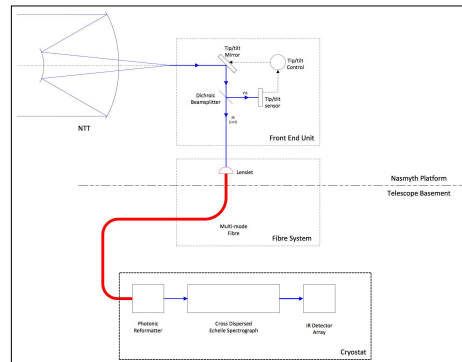 Tip/tilt
Mirror
Tip/tilt
Control
Dichroic
Beamsplitter
VIS
Tip/tilt
sensor
NTT
IR
Front End Unit
Lenslet
Nasmyth Platform
Telescope Basement
Multi-mode
Fibre
Fibre System
Photonic
Reformatter
Cross Dispersed
Echelle Spectrograph
IR Detector
Array
Cryostat